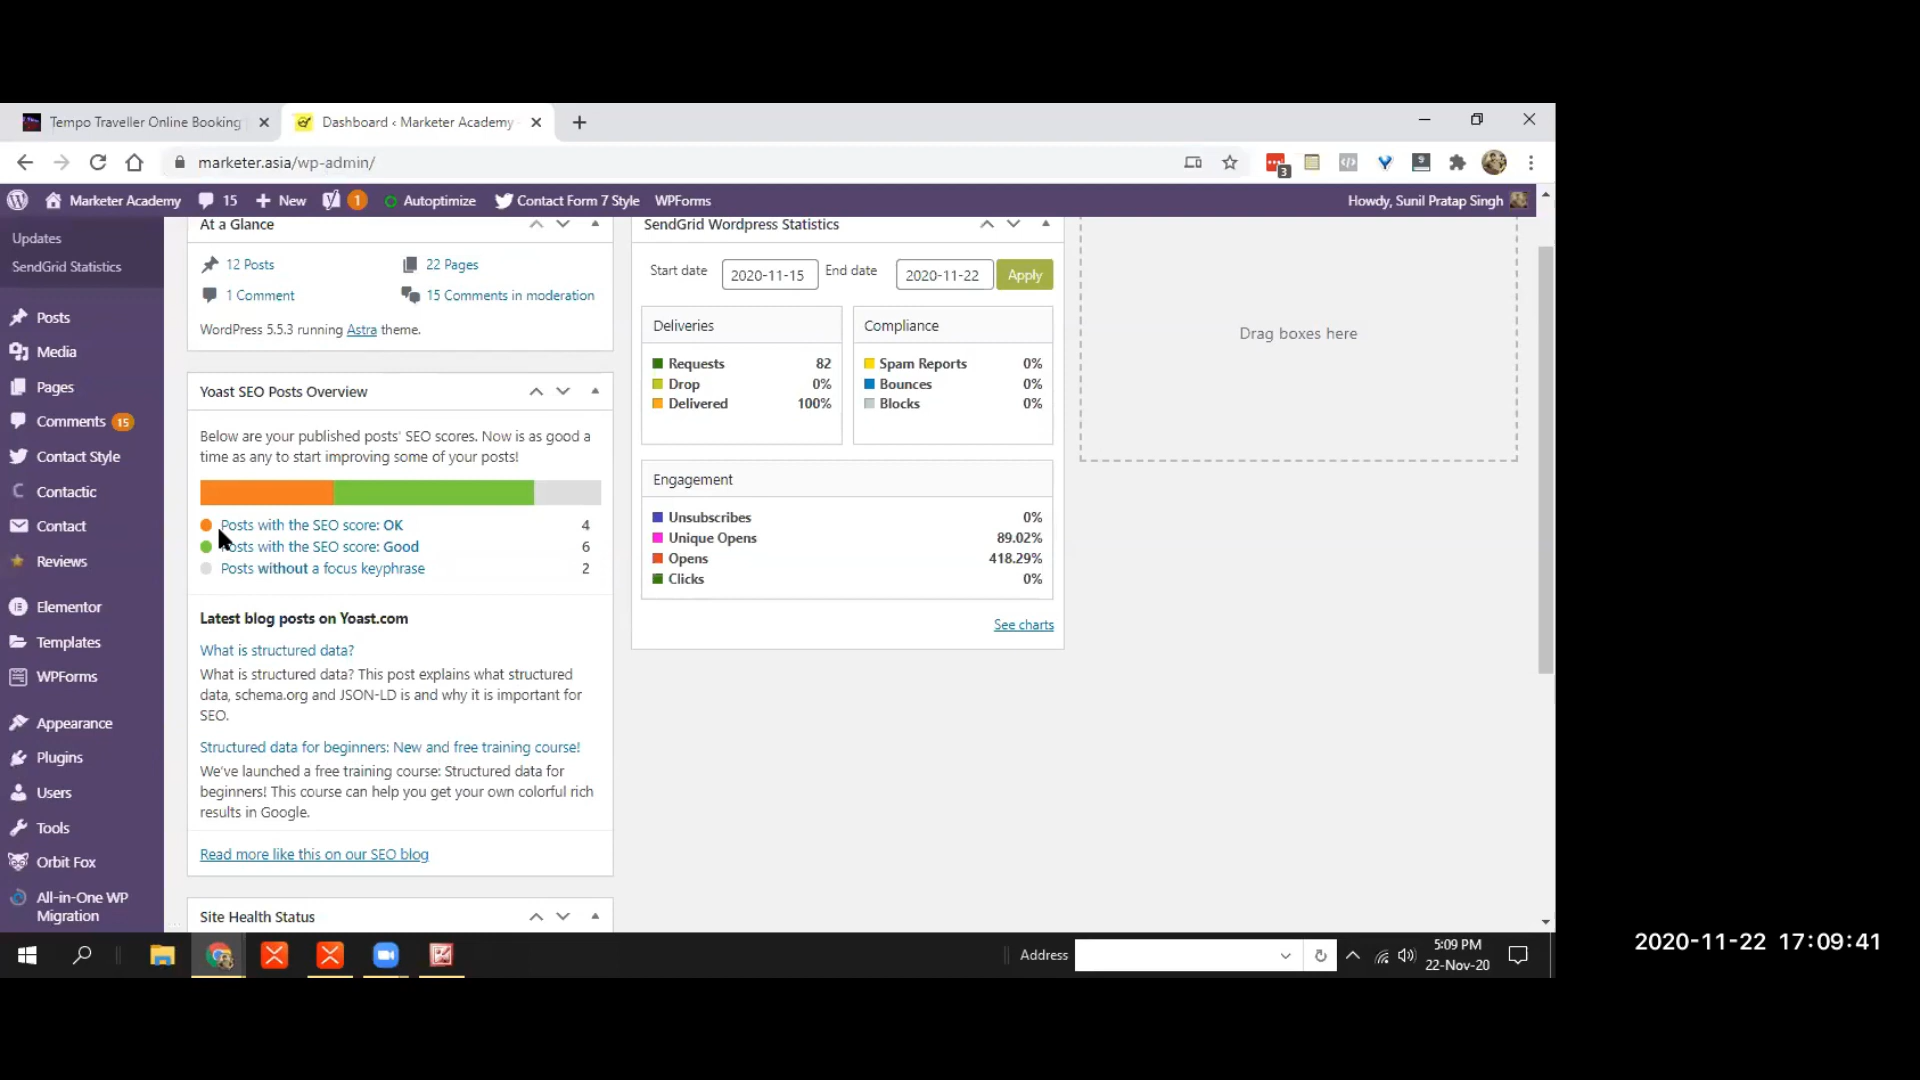 Tempo Traveller Online Booking
Dashboard ‹ Marketer Academy
marketer.asia/wp-admin/
3
Marketer Academy
15
New
1
Autoptimize
Contact Form 7 Style
WPForms
Howdy, Sunil Pratap Singh
Updates
SendGrid Statistics
Posts
Media
Pages
Comments 15
Contact Style
Contactic
Contact
Reviews
Elementor
Templates
WPForms
Appearance
Plugins
Users
Tools
Orbit Fox
All-in-One WP
Migration
At a Glance
12 Posts
22 Pages
1 Comment
15 Comments in moderation
WordPress 5.5.3 running Astra theme.
Yoast SEO Posts Overview
Below are your published posts' SEO scores. Now is as good a
time as any to start improving some of your posts!
Posts with the SEO score: OK 4
Posts with the SEO score: Good 6
Posts without a focus keyphrase 2
Latest blog posts on Yoast.com
What is structured data?
What is structured data? This post explains what structured
data, schema.org and JSON-LD is and why it is important for
SEO.
Structured data for beginners: New and free training course!
We've launched a free training course: Structured data for
beginners! This course can help you get your own colorful rich
results in Google.
Read more like this on our SEO blog
Site Health Status
SendGrid Wordpress Statistics
Start date 2020-11-15 End date 2020-11-22 Apply
Deliveries
Requests 82
Drop 0%
Delivered 100%
Compliance
Spam Reports 0%
Bounces 0%
Blocks 0%
Engagement
Unsubscribes 0%
Unique Opens 89.02%
Opens 418.29%
Clicks 0%
See charts
Drag boxes here
Address
5:09 PM
22-Nov-20
2020-11-22 17:09:41